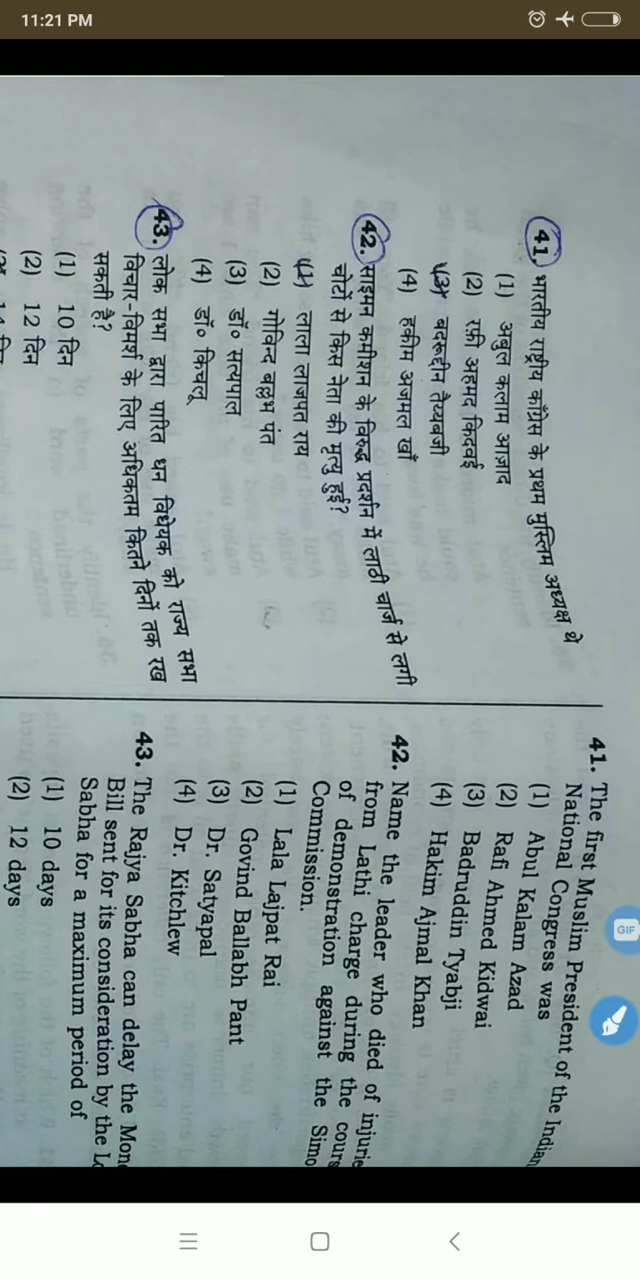 11:21 PM
41. भारतीय राष्ट्रीय काँग्रेस के प्रथम मुस्लिम अध्यक्ष थे
(1) अबुल कलाम आज़ाद
(2) रफ़ी अहमद किदवई
(3) बदरूद्दीन तैय्यबजी
(4) हकीम अजमल खाँ
42. साइमन कमीशन के विरुद्ध प्रदर्शन में लाठी चार्ज से लगी
चोटों से किस नेता की मृत्यु हुई?
(1) लाला लाजपत राय
(2) गोविन्द बल्लभ पंत
(3) डॉ० सत्यपाल
(4) डॉ० किचलू
43. लोक सभा द्वारा पारित धन विधेयक को राज्य सभा
विचार-विमर्श के लिए अधिकतम कितने दिनों तक रख
सकती है?
(1) 10 दिन
(2) 12 दिन
41. The first Muslim President of the Indian
National Congress was
(1) Abul Kalam Azad
(2) Rafi Ahmed Kidwai
(3) Badruddin Tyabji
(4) Hakim Ajmal Khan
42. Name the leader who died of injurie
from Lathi charge during the cours
of demonstration against the Simo
Commission.
(1) Lala Lajpat Rai
(2) Govind Ballabh Pant
(3) Dr. Satyapal
(4) Dr. Kitchlew
43. The Rajya Sabha can delay the Mon
Bill sent for its consideration by the L
Sabha for a maximum period of
(1) 10 days
(2) 12 days
GIF